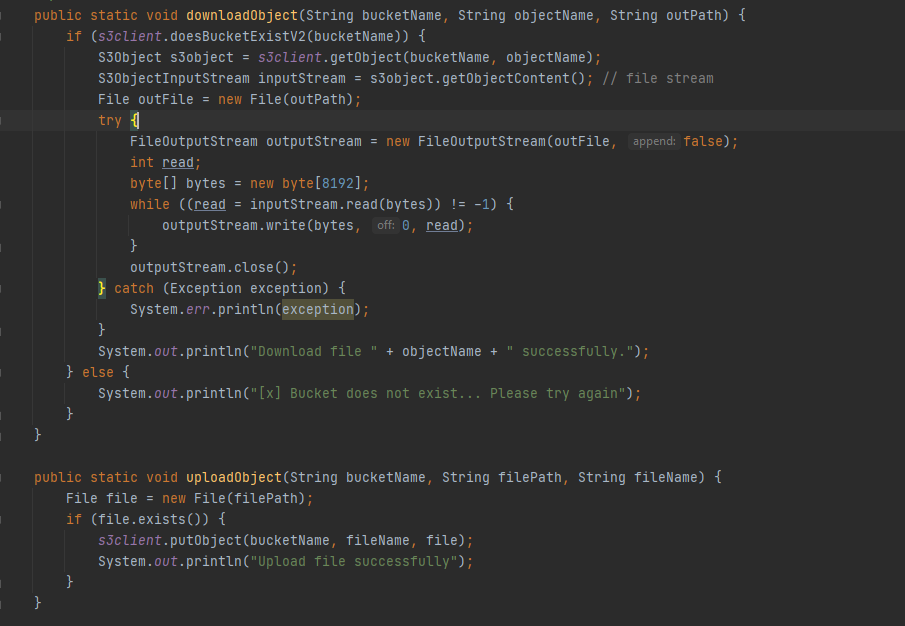 public static void downloadObject(String bucketName, String objectName, String outPath) {
    if (s3client.doesBucketExistV2(bucketName)) {
        S3Object s3object = s3client.getObject(bucketName, objectName);
        S3ObjectInputStream inputStream = s3object.getObjectContent(); // file stream
        File outFile = new File(outPath);
        try {
            FileOutputStream outputStream = new FileOutputStream(outFile, append: false);
            int read;
            byte[] bytes = new byte[8192];
            while ((read = inputStream.read(bytes)) != -1) {
                outputStream.write(bytes, off: 0, read);
            }
            outputStream.close();
        } catch (Exception exception) {
            System.err.println(exception);
        }
        System.out.println("Download file " + objectName + " successfully.");
    } else {
        System.out.println("[x] Bucket does not exist... Please try again");
    }
}

public static void uploadObject(String bucketName, String filePath, String fileName) {
    File file = new File(filePath);
    if (file.exists()) {
        s3client.putObject(bucketName, fileName, file);
        System.out.println("Upload file successfully");
    }
}